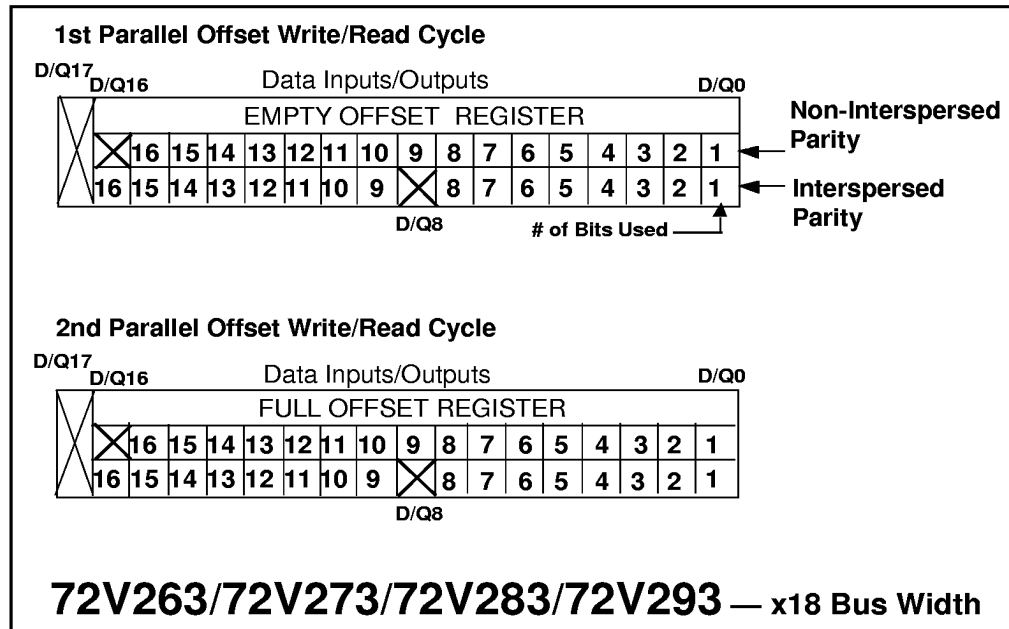 1st Parallel Offset Write/Read Cycle
D/Q17
D/Q16 Data Inputs/Outputs D/Q0
EMPTY OFFSET REGISTER
16 15 14 13 12 11 10 9 8 7 6 5 4 3 2 1
Non-Interspersed
Parity
16 15 14 13 12 11 10 9 8 7 6 5 4 3 2 1
Interspersed
Parity
D/Q8
# of Bits Used
2nd Parallel Offset Write/Read Cycle
D/Q17
D/Q16 Data Inputs/Outputs D/Q0
FULL OFFSET REGISTER
16 15 14 13 12 11 10 9 8 7 6 5 4 3 2 1
16 15 14 13 12 11 10 9 8 7 6 5 4 3 2 1
D/Q8
72V263/72V273/72V283/72V293 — x18 Bus Width